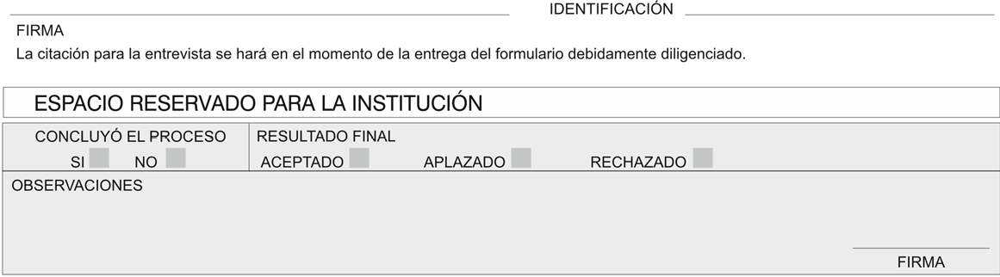 IDENTIFICACIÓN
FIRMA
La citación para la entrevista se hará en el momento de la entrega del formulario debidamente diligenciado.
ESPACIO RESERVADO PARA LA INSTITUCIÓN
CONCLUYÓ EL PROCESO
SI NO
RESULTADO FINAL
ACEPTADO APLAZADO RECHAZADO
OBSERVACIONES
FIRMA